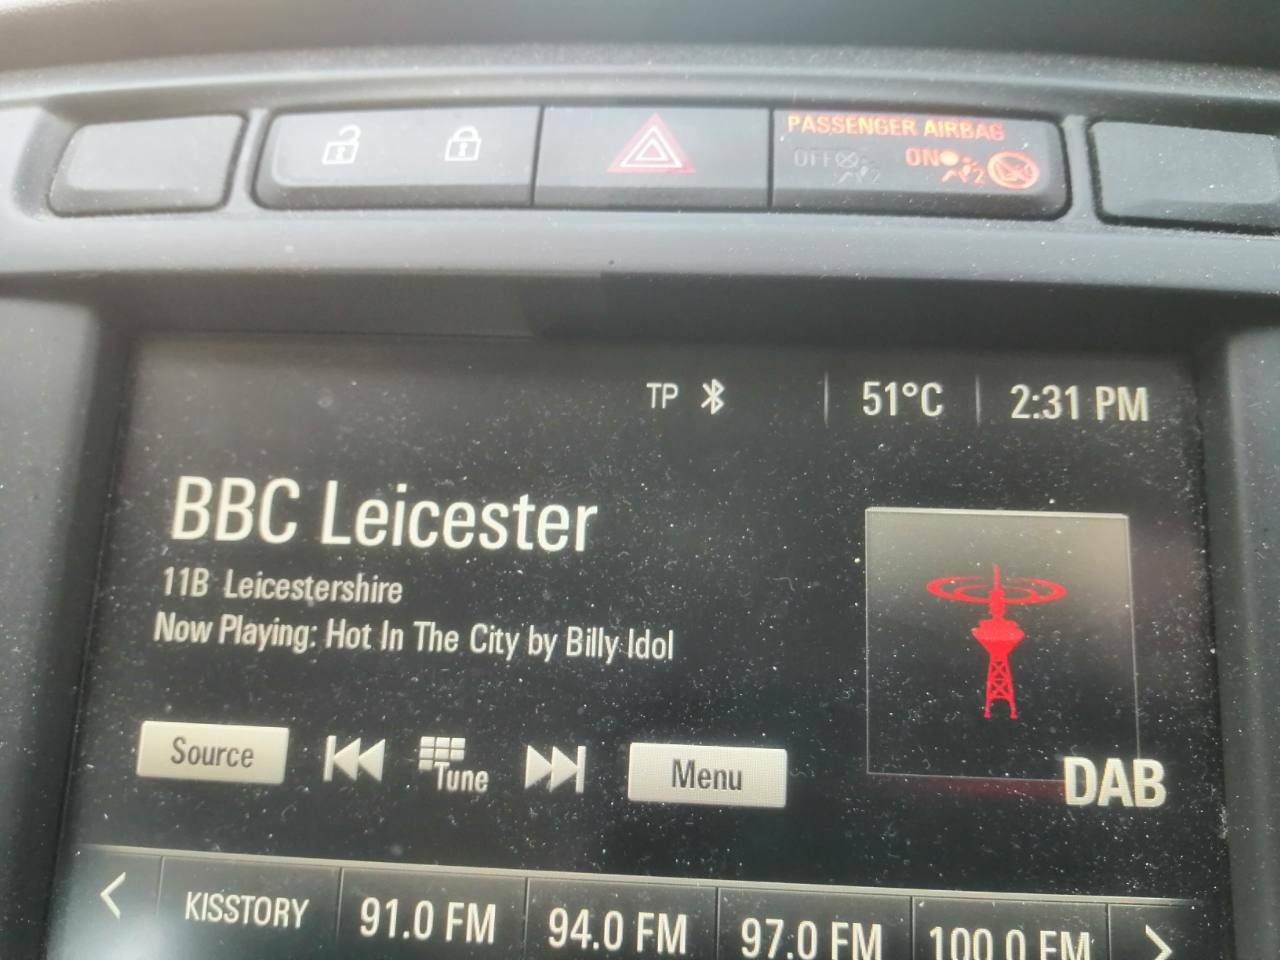 PASSENGER AIRBAG
OFF 2 ON 2
TP 51°C 2:31 PM
BBC Leicester
11B Leicestershire
Now Playing: Hot In The City by Billy Idol
Source Tune Menu
DAB
KISSTORY 91.0 FM 94.0 FM 97.0 FM 100.0 FM